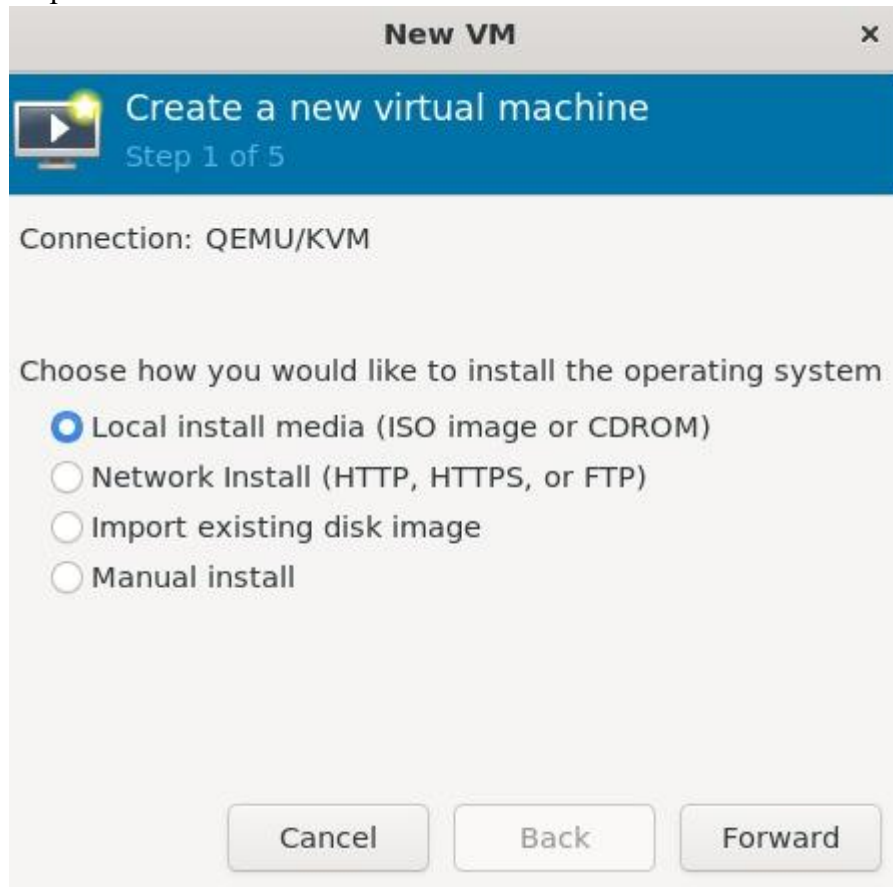 New VM ×
Create a new virtual machine
Step 1 of 5
Connection: QEMU/KVM
Choose how you would like to install the operating system
Local install media (ISO image or CDROM)
Network Install (HTTP, HTTPS, or FTP)
Import existing disk image
Manual install
Cancel Back Forward